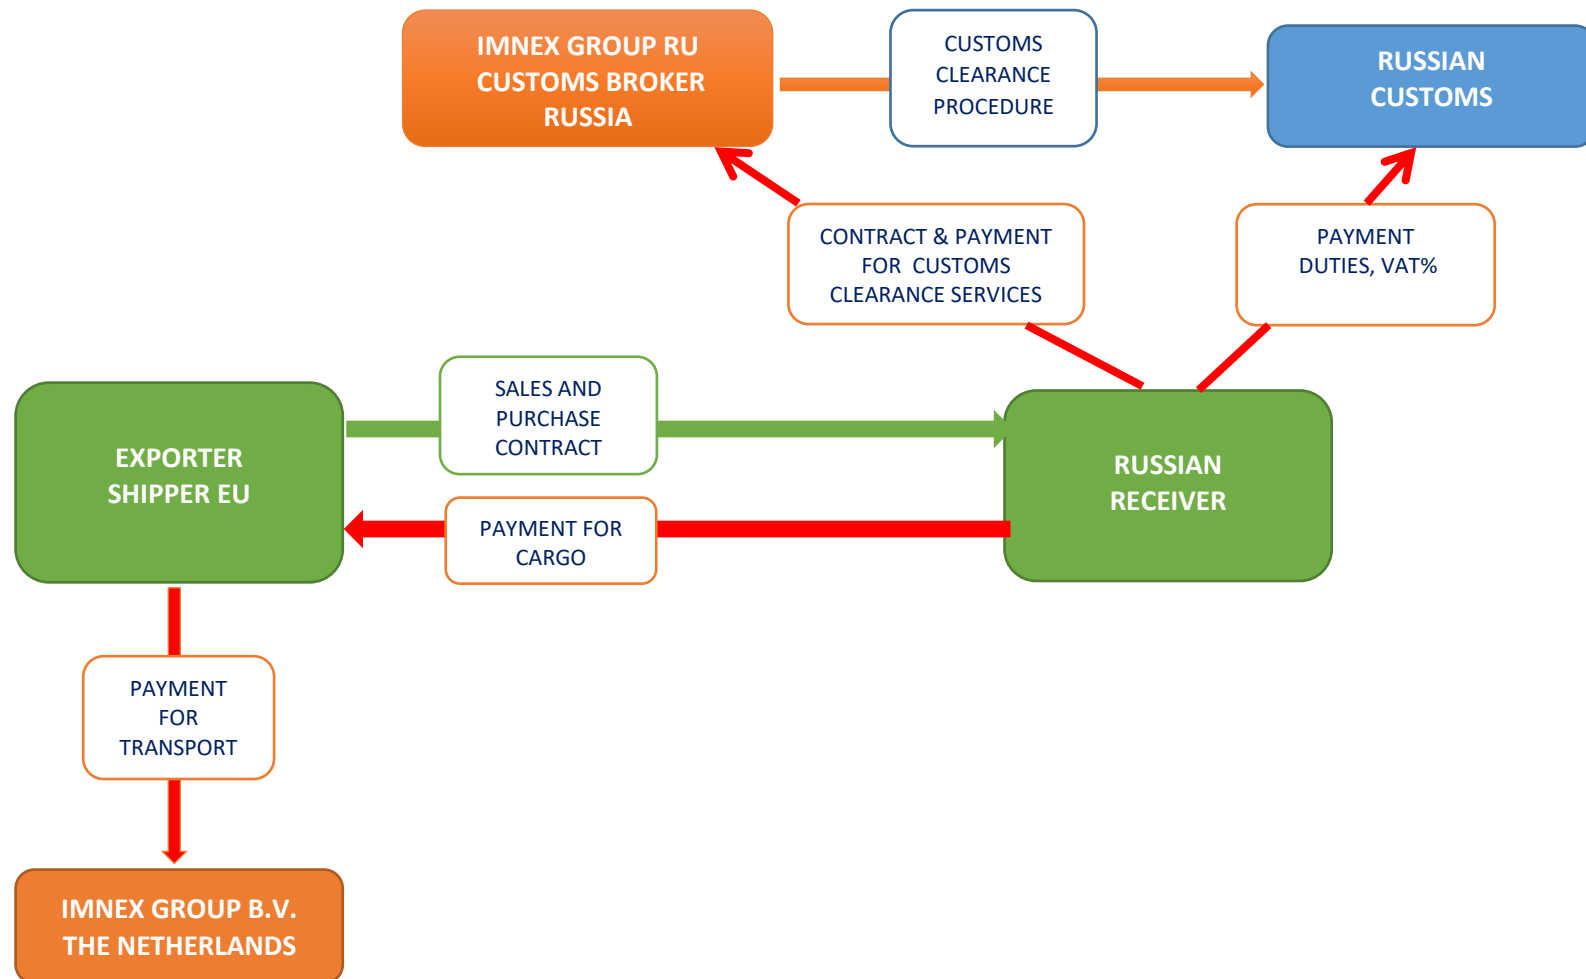 IMNEX GROUP RU
CUSTOMS BROKER
RUSSIA
CUSTOMS
CLEARANCE
PROCEDURE
RUSSIAN
CUSTOMS
CONTRACT & PAYMENT
FOR CUSTOMS
CLEARANCE SERVICES
PAYMENT
DUTIES, VAT%
SALES AND
PURCHASE
CONTRACT
EXPORTER
SHIPPER EU
RUSSIAN
RECEIVER
PAYMENT FOR
CARGO
PAYMENT
FOR
TRANSPORT
IMNEX GROUP B.V.
THE NETHERLANDS